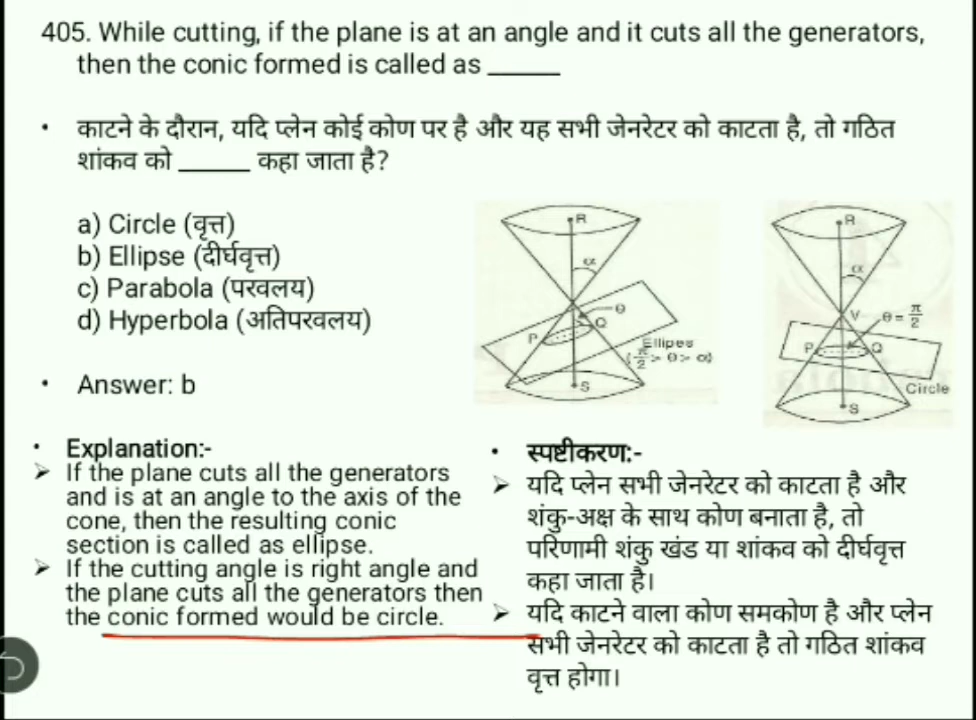 405. While cutting, if the plane is at an angle and it cuts all the generators,
then the conic formed is called as _____
• काटने के दौरान, यदि प्लेन कोई कोण पर है और यह सभी जेनरेटर को काटता है, तो गठित
शांकव को _____ कहा जाता है?
a) Circle (वृत्त)
b) Ellipse (दीर्घवृत्त)
c) Parabola (परवलय)
d) Hyperbola (अतिपरवलय)
• Answer: b
R
α
θ
Q
P
Ellipes
(π/2 > θ > α)
S
R
α
V
θ = π/2
P
Q
Circle
S
• Explanation:-
➢ If the plane cuts all the generators
and is at an angle to the axis of the
cone, then the resulting conic
section is called as ellipse.
➢ If the cutting angle is right angle and
the plane cuts all the generators then
the conic formed would be circle.
• स्पष्टीकरण:-
➢ यदि प्लेन सभी जेनरेटर को काटता है और
शंकु-अक्ष के साथ कोण बनाता है, तो
परिणामी शंकु खंड या शांकव को दीर्घवृत्त
कहा जाता है।
➢ यदि काटने वाला कोण समकोण है और प्लेन
सभी जेनरेटर को काटता है तो गठित शांकव
वृत्त होगा।